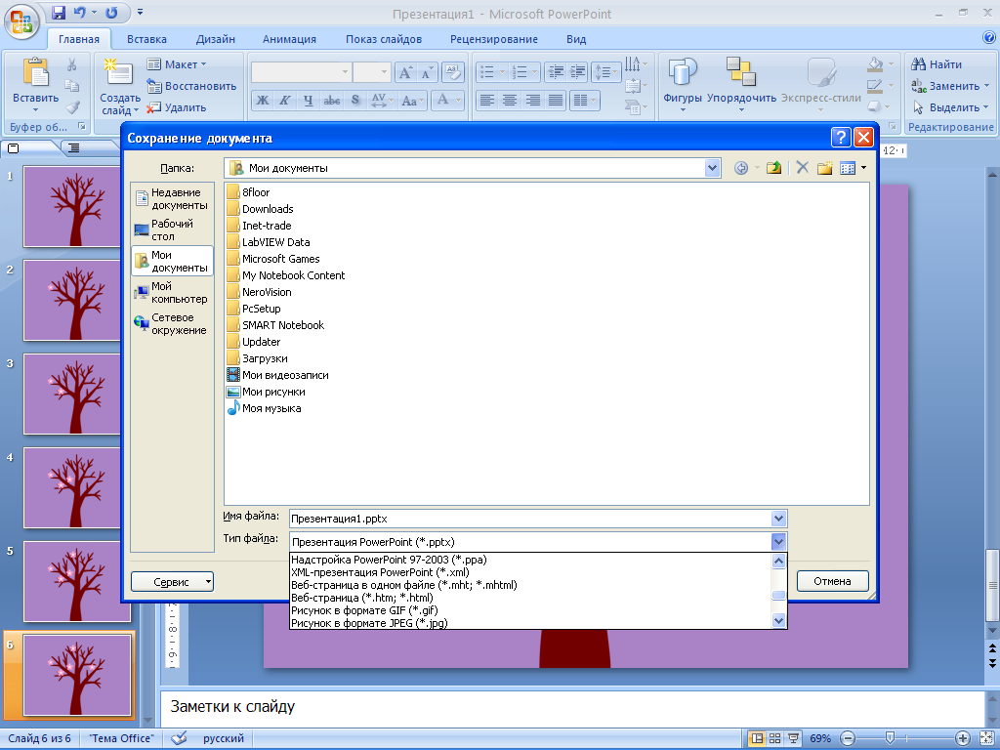 Презентация1 - Microsoft PowerPoint
Главная Вставка Дизайн Анимация Показ слайдов Рецензирование Вид
Вставить
Буфер об...
Создать слайд
Макет
Восстановить
Удалить
Ж К Ч abc S AV Aa A
Фигуры Упорядочить Экспресс-стили
Найти
Заменить
Выделить
Редактирование
Сохранение документа
Папка: Мои документы
Недавние документы
Рабочий стол
Мои документы
Мой компьютер
Сетевое окружение
8floor
Downloads
Inet-trade
LabVIEW Data
Microsoft Games
My Notebook Content
NeroVision
PcSetup
SMART Notebook
Updater
Загрузки
Мои видеозаписи
Мои рисунки
Моя музыка
Имя файла: Презентация1.pptx
Тип файла: Презентация PowerPoint (*.pptx)
Надстройка PowerPoint 97-2003 (*.ppa)
XML-презентация PowerPoint (*.xml)
Веб-страница в одном файле (*.mht; *.mhtml)
Веб-страница (*.htm; *.html)
Рисунок в формате GIF (*.gif)
Рисунок в формате JPEG (*.jpg)
Сервис
Отмена
1
2
3
4
5
6
12
Заметки к слайду
Слайд 6 из 6 "Тема Office" русский 69%